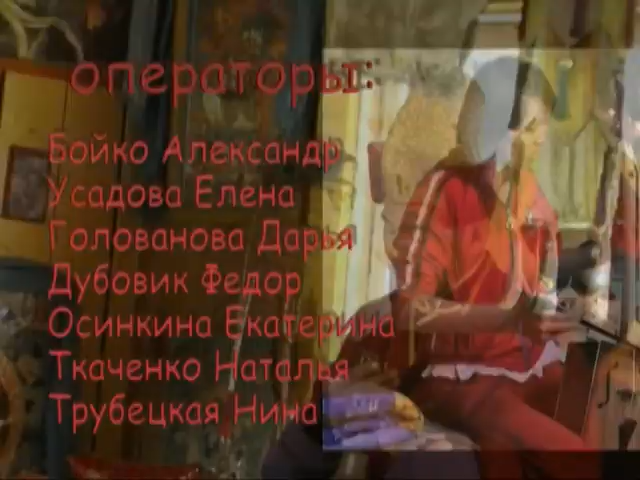 операторы:
Бойко Александр
Усадова Елена
Голованова Дарья
Дубовик Федор
Осинкина Екатерина
Ткаченко Наталья
Трубецкая Нина